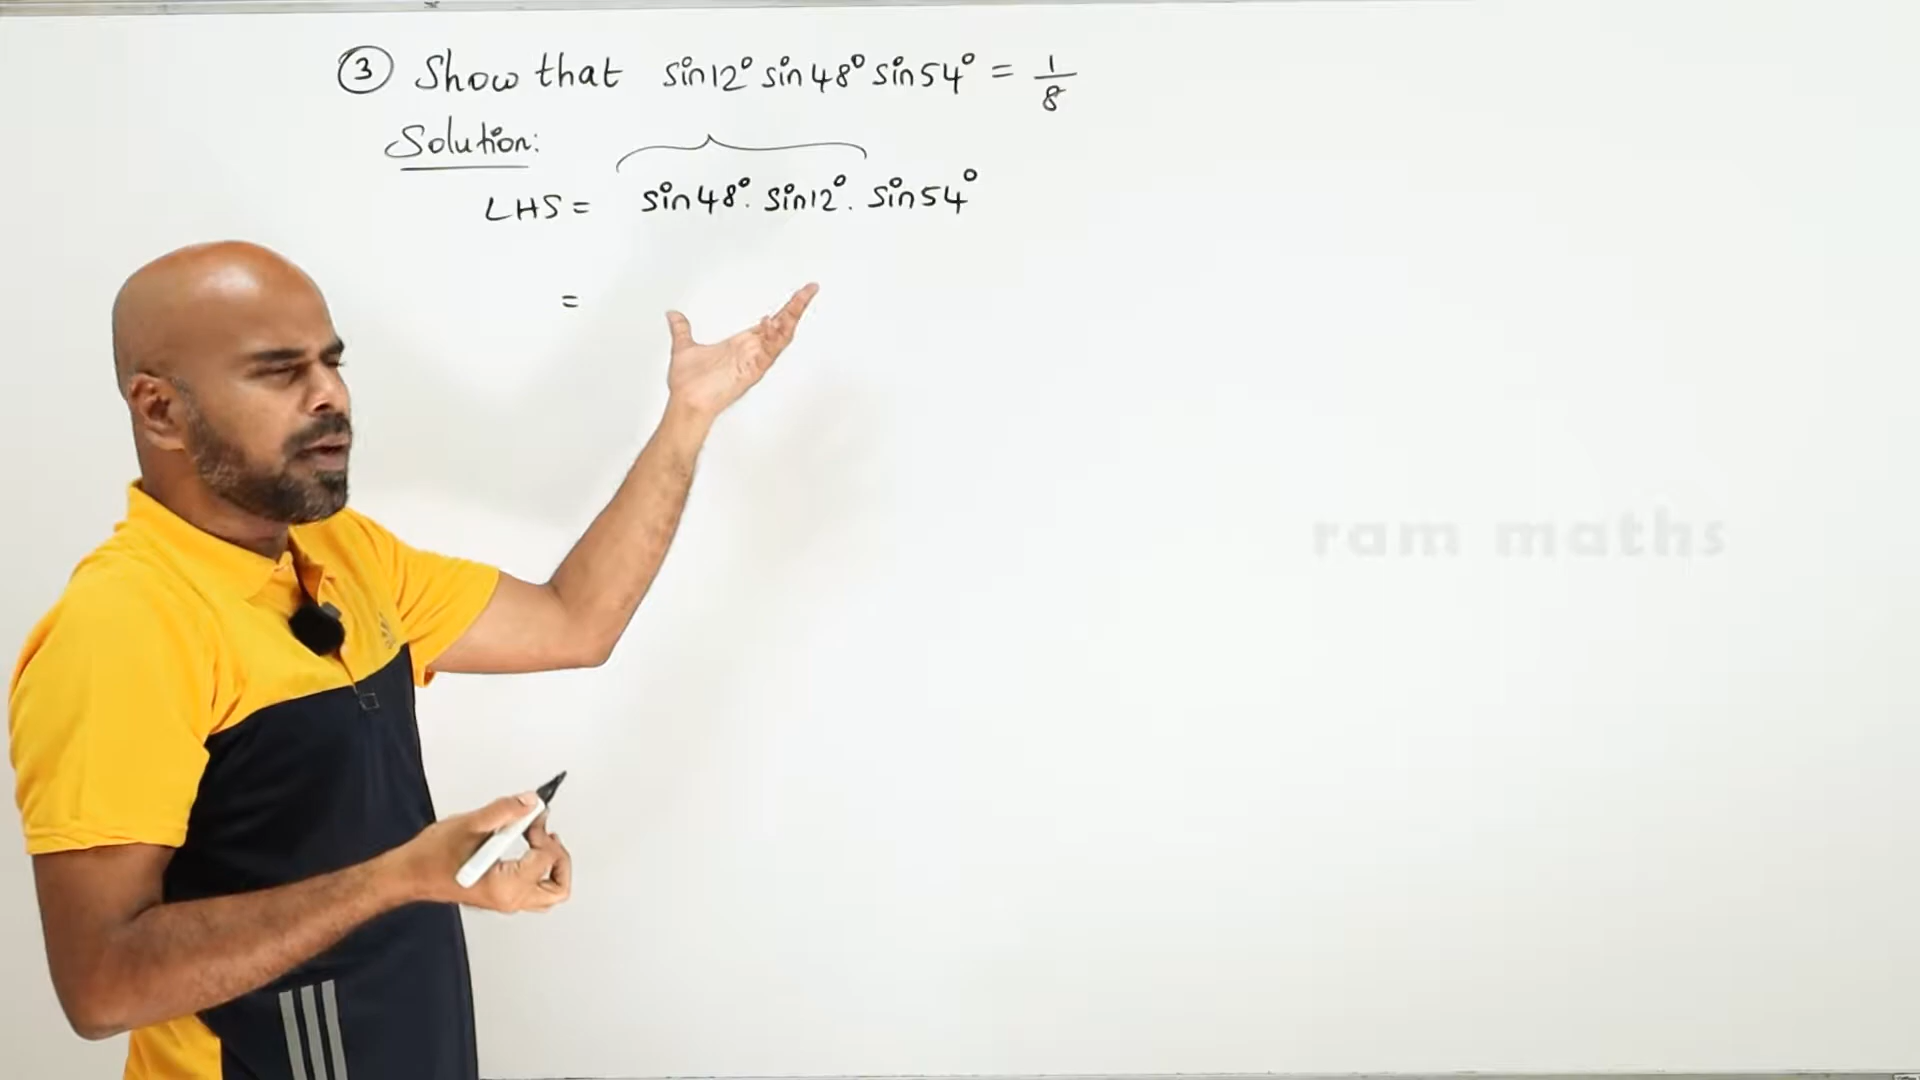 ③ Show that sin12° sin48° sin54° = 1/8
Solution:
LHS = sin48°. sin12°. sin54°
=
ram maths